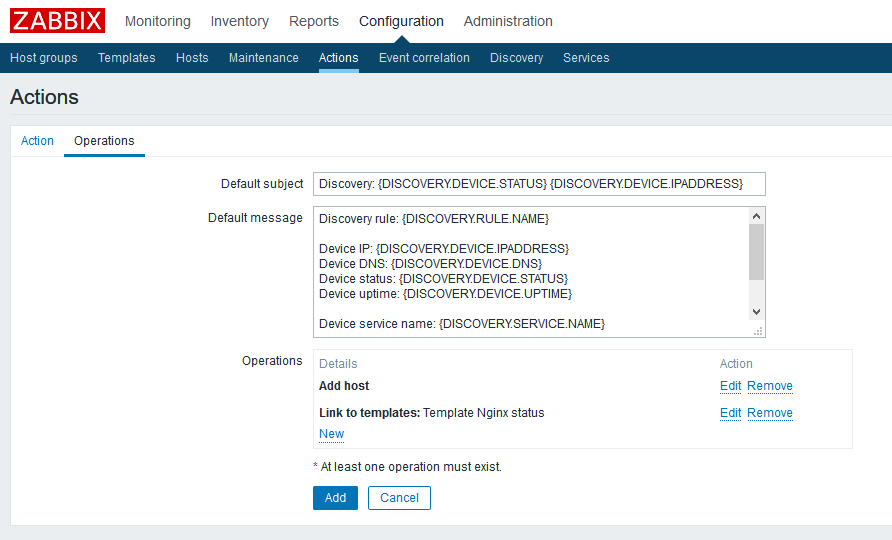 ZABBIX Monitoring Inventory Reports Configuration Administration
Host groups Templates Hosts Maintenance Actions Event correlation Discovery Services
Actions
Action Operations
Default subject Discovery: {DISCOVERY.DEVICE.STATUS} {DISCOVERY.DEVICE.IPADDRESS}
Default message Discovery rule: {DISCOVERY.RULE.NAME}
Device IP: {DISCOVERY.DEVICE.IPADDRESS}
Device DNS: {DISCOVERY.DEVICE.DNS}
Device status: {DISCOVERY.DEVICE.STATUS}
Device uptime: {DISCOVERY.DEVICE.UPTIME}
Device service name: {DISCOVERY.SERVICE.NAME}
Operations Details Action
Add host Edit Remove
Link to templates: Template Nginx status Edit Remove
New
* At least one operation must exist.
Add Cancel